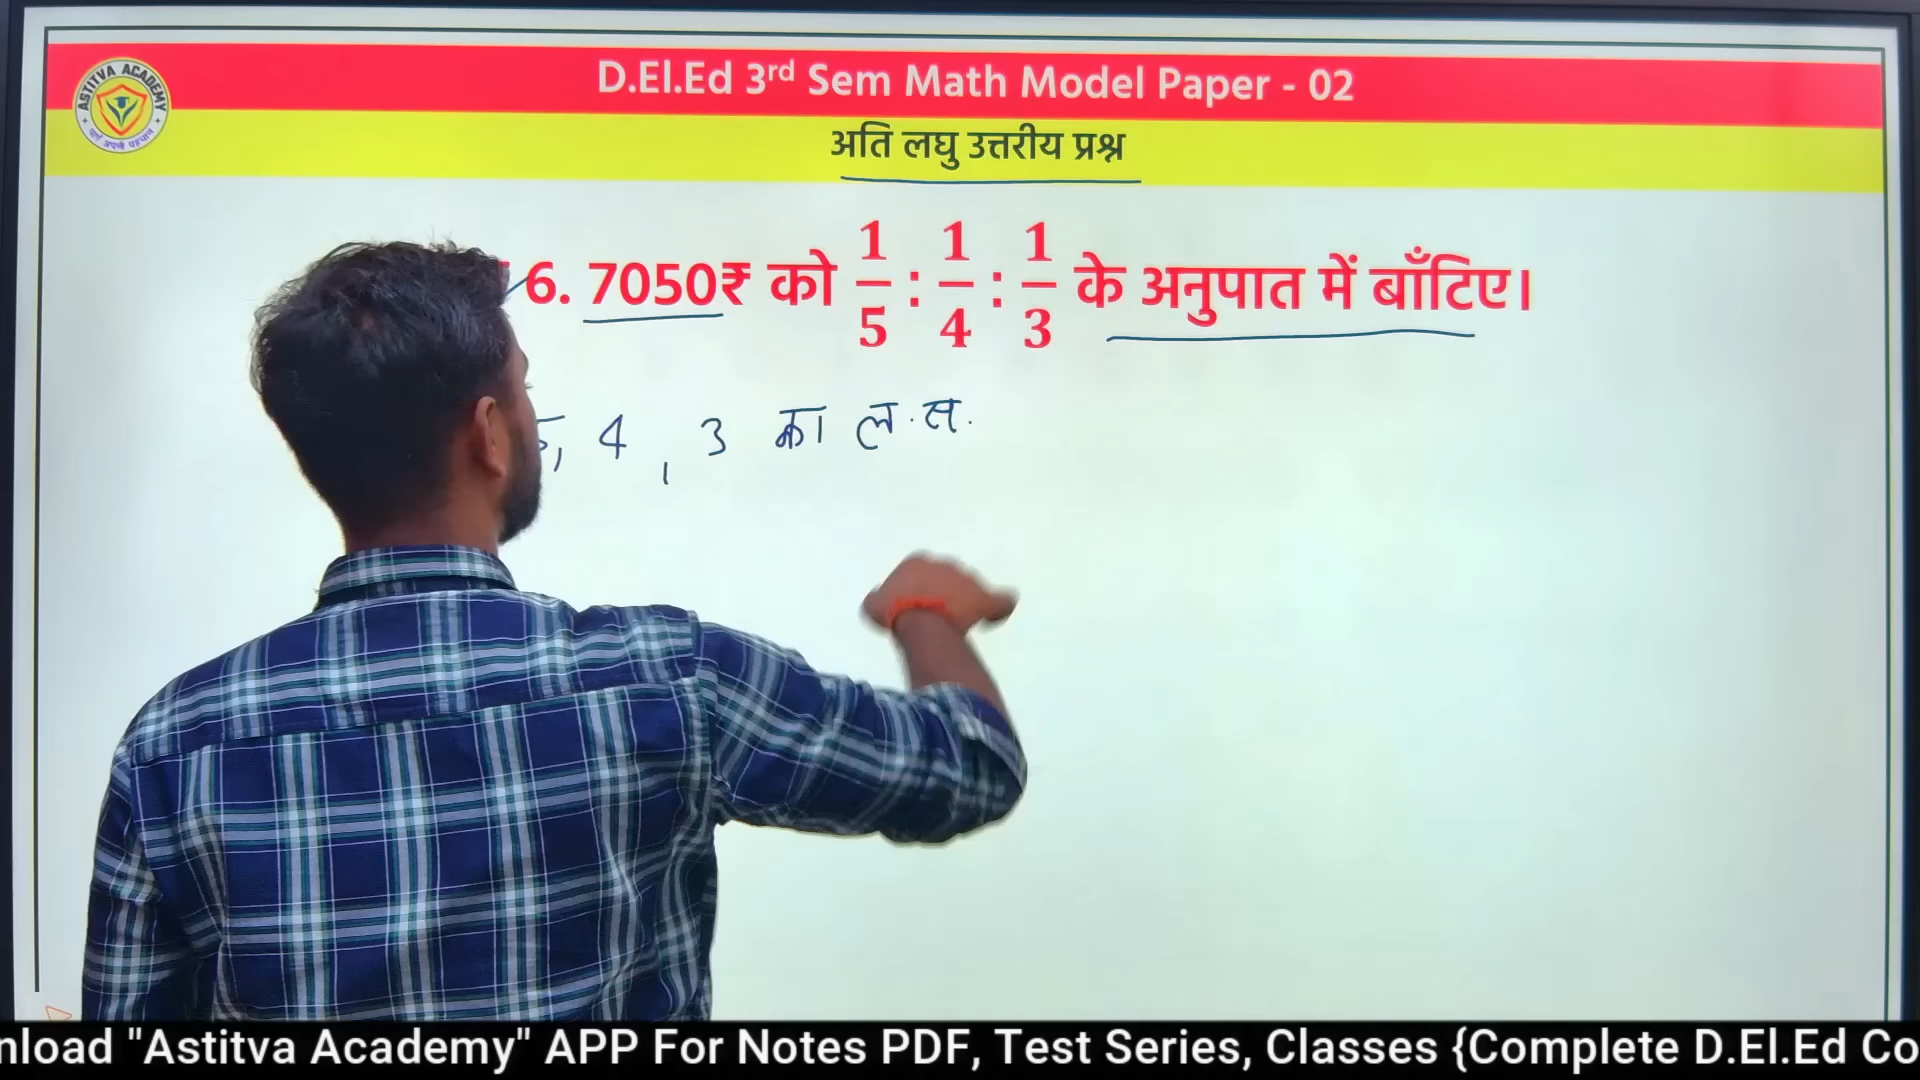 D.El.Ed 3rd Sem Math Model Paper - 02
ASTITVA ACADEMY
अति लघु उत्तरीय प्रश्न
6. 7050₹ को 1/5 : 1/4 : 1/3 के अनुपात में बाँटिए।
, 4 , 3 का ल.स.
nload "Astitva Academy" APP For Notes PDF, Test Series, Classes {Complete D.El.Ed Co